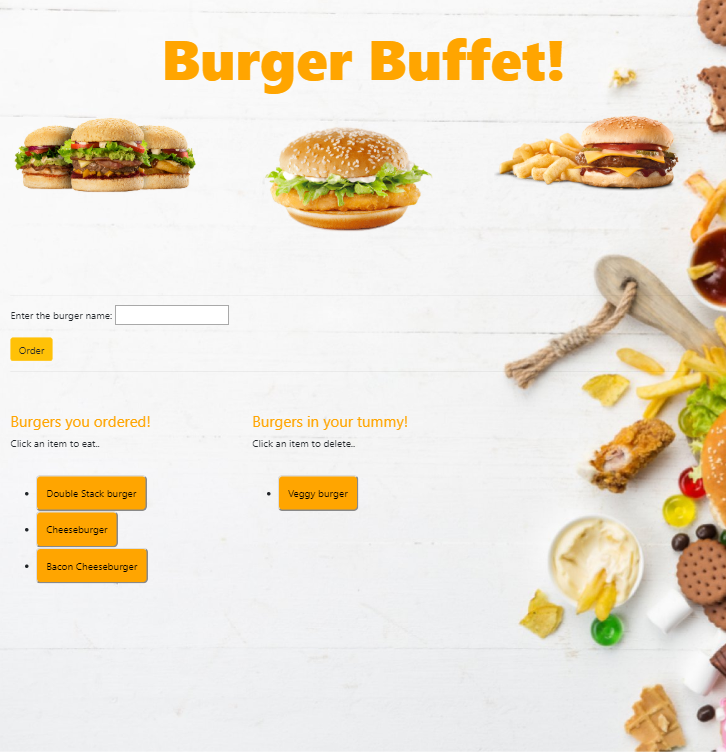 Burger Buffet!
Enter the burger name:
Order
Burgers you ordered!
Click an item to eat..
Double Stack burger
Cheeseburger
Bacon Cheeseburger
Burgers in your tummy!
Click an item to delete..
Veggy burger